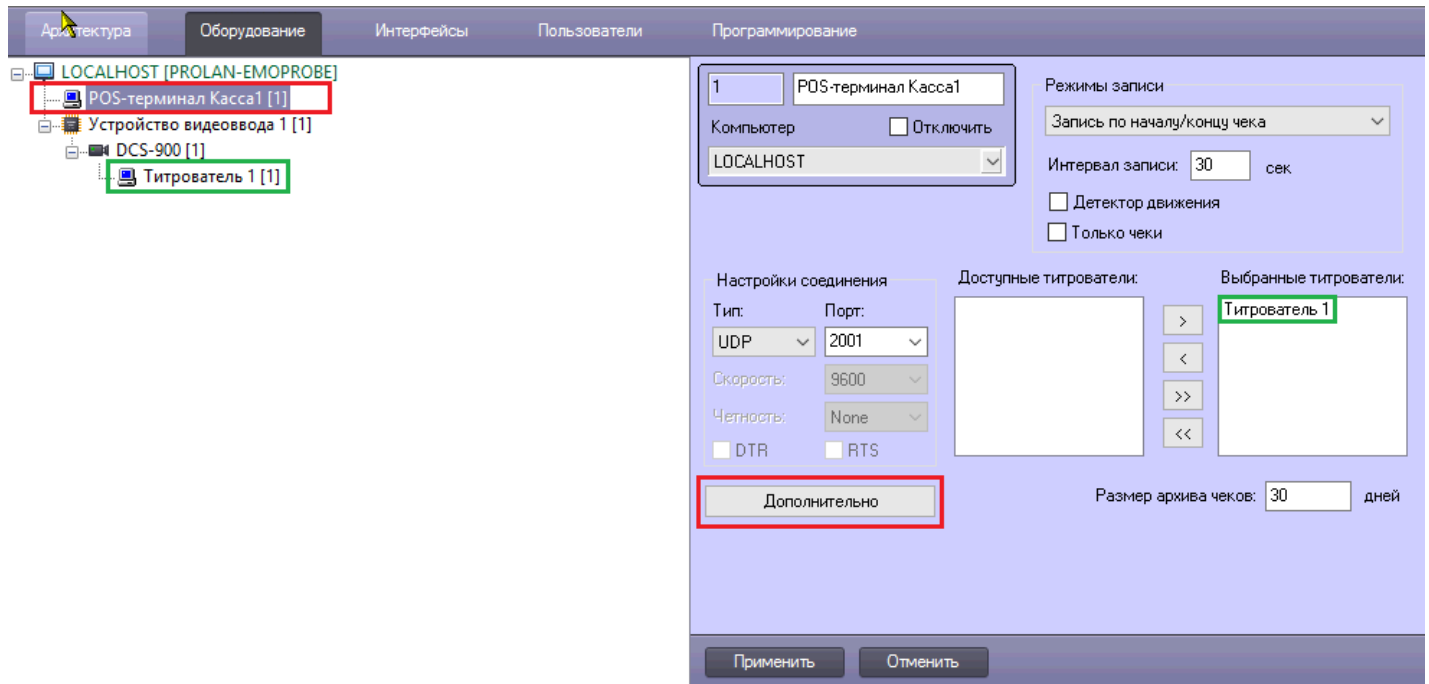 Архитектура Оборудование Интерфейсы Пользователи Программирование
LOCALHOST [PROLAN-EMOPROBE]
POS-терминал Касса1 [1]
Устройство видеоввода 1 [1]
DCS-900 [1]
Титрователь 1 [1]
1 POS-терминал Касса1
Компьютер Отключить
LOCALHOST
Режимы записи
Запись по началу/концу чека
Интервал записи: 30 сек
Детектор движения
Только чеки
Настройки соединения
Тип: Порт:
UDP 2001
Скорость: 9600
Четность: None
DTR RTS
Дополнительно
Доступные титрователи: Выбранные титрователи:
Титрователь 1
>
<
>>
<<
Размер архива чеков: 30 дней
Применить Отменить